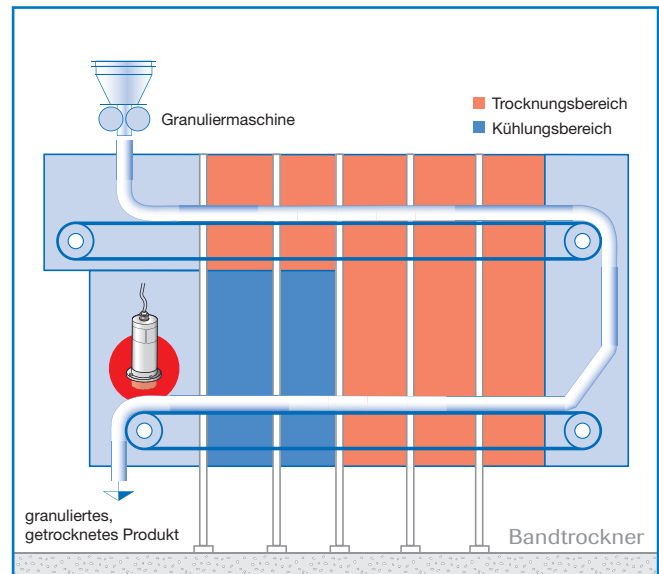 Granuliermaschine
Trocknungsbereich
Kühlungsbereich
granuliertes,
getrocknetes Produkt
Bandtrockner